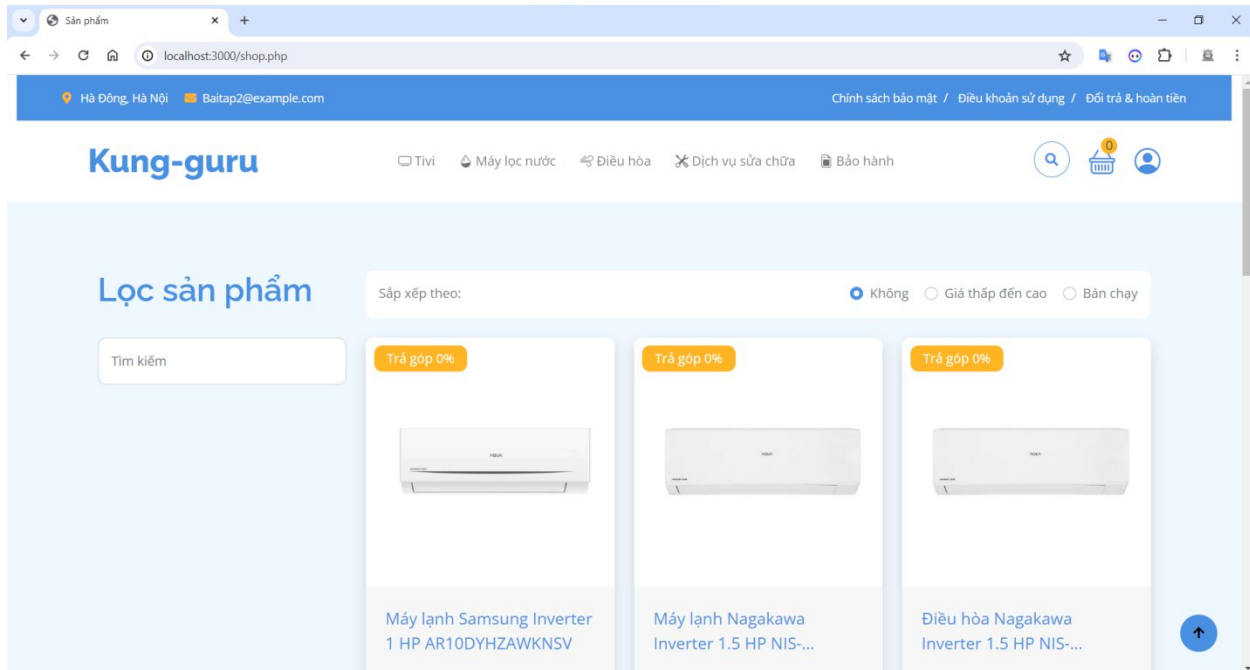 Sản phẩm
localhost:3000/shop.php
Hà Đông, Hà Nội Baitap2@example.com Chính sách bảo mật / Điều khoản sử dụng / Đổi trả & hoàn tiền
Kung-guru Tivi Máy lọc nước Điều hòa Dịch vụ sửa chữa Bảo hành 0
Lọc sản phẩm
Sắp xếp theo: Không Giá thấp đến cao Bán chạy
Tìm kiếm
Trả góp 0% Trả góp 0% Trả góp 0%
AQUA AQUA AQUA
Máy lạnh Samsung Inverter
1 HP AR10DYHZAWKNSV
Máy lạnh Nagakawa
Inverter 1.5 HP NIS-...
Điều hòa Nagakawa
Inverter 1.5 HP NIS-...